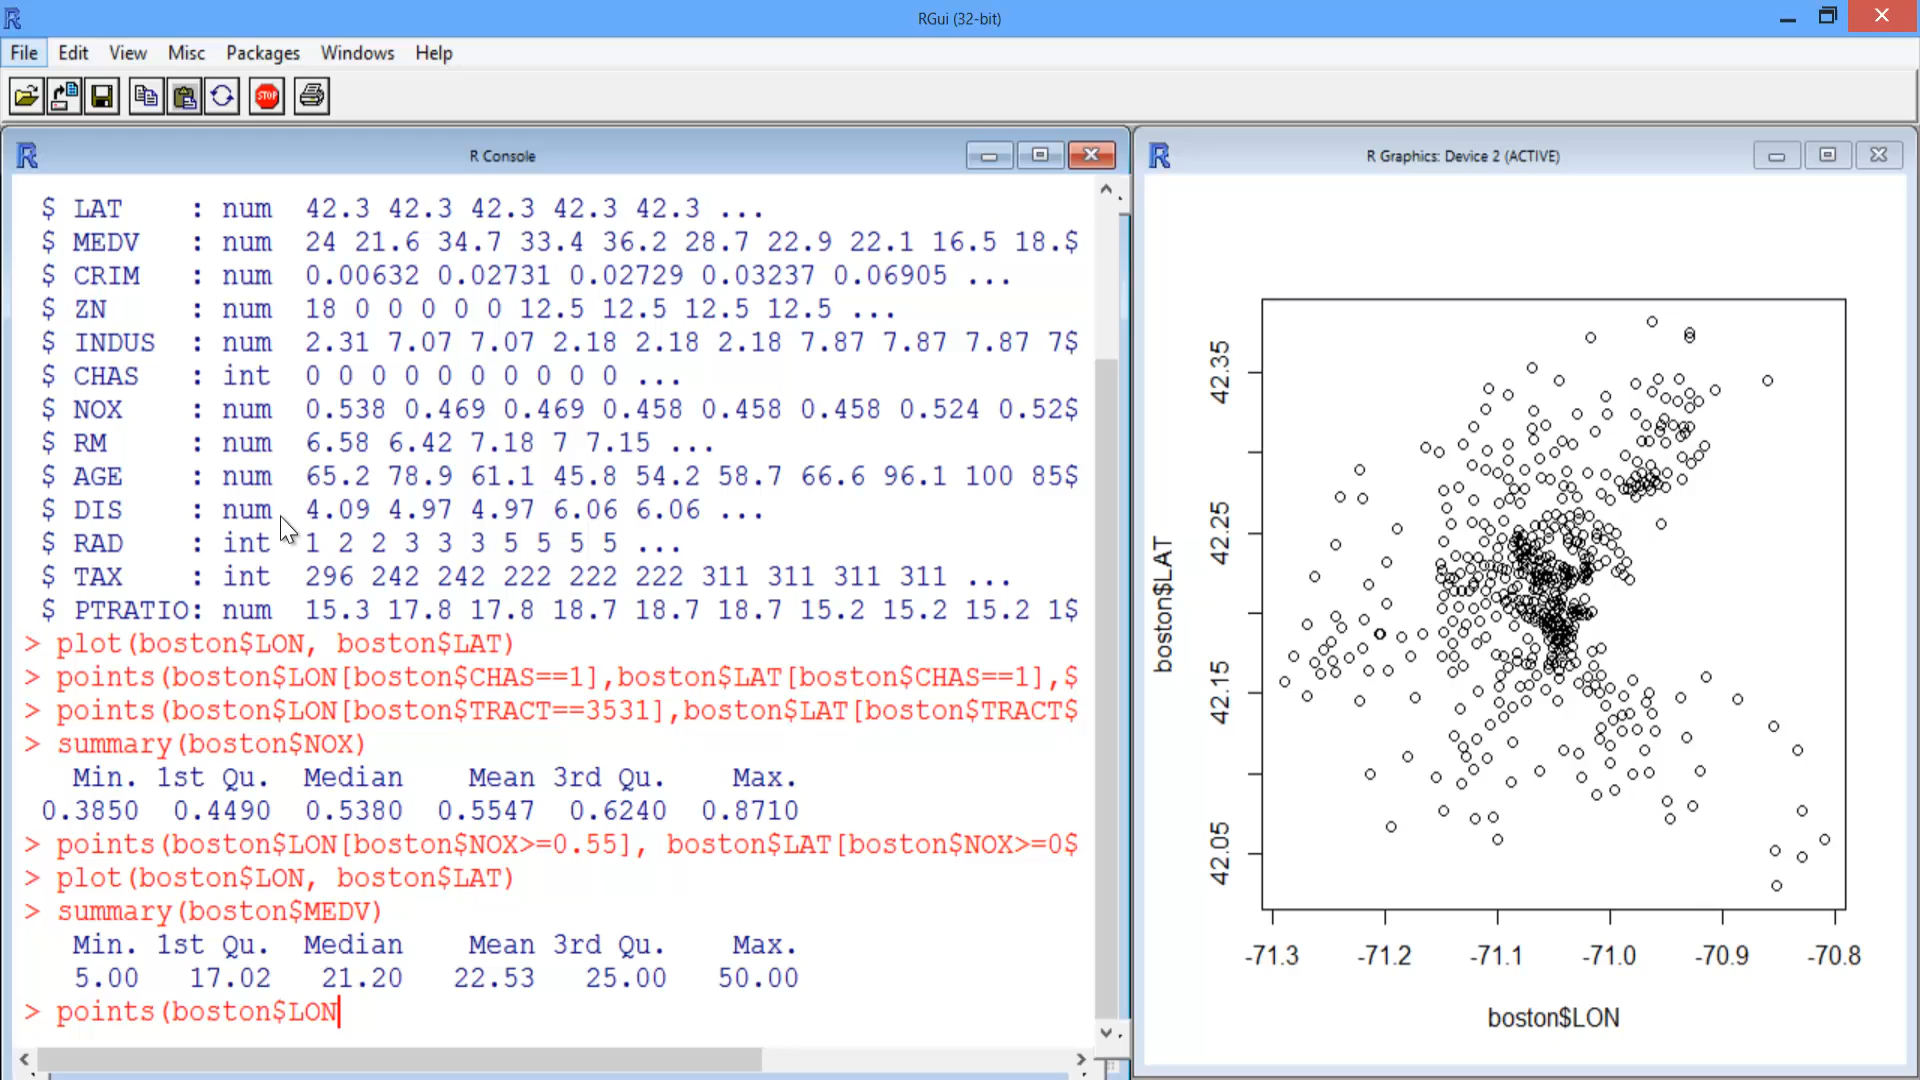 RGui (32-bit)
File Edit View Misc Packages Windows Help
STOP
R Console
$ LAT : num 42.3 42.3 42.3 42.3 42.3 ...
$ MEDV : num 24 21.6 34.7 33.4 36.2 28.7 22.9 22.1 16.5 18.$
$ CRIM : num 0.00632 0.02731 0.02729 0.03237 0.06905 ...
$ ZN : num 18 0 0 0 0 0 12.5 12.5 12.5 12.5 ...
$ INDUS : num 2.31 7.07 7.07 2.18 2.18 2.18 7.87 7.87 7.87 7$
$ CHAS : int 0 0 0 0 0 0 0 0 0 0 ...
$ NOX : num 0.538 0.469 0.469 0.458 0.458 0.458 0.524 0.52$
$ RM : num 6.58 6.42 7.18 7 7.15 ...
$ AGE : num 65.2 78.9 61.1 45.8 54.2 58.7 66.6 96.1 100 85$
$ DIS : num 4.09 4.97 4.97 6.06 6.06 ...
$ RAD : int 1 2 2 3 3 3 5 5 5 5 ...
$ TAX : int 296 242 242 222 222 222 311 311 311 311 ...
$ PTRATIO: num 15.3 17.8 17.8 18.7 18.7 18.7 15.2 15.2 15.2 1$
> plot(boston$LON, boston$LAT)
> points(boston$LON[boston$CHAS==1],boston$LAT[boston$CHAS==1],$
> points(boston$LON[boston$TRACT==3531],boston$LAT[boston$TRACT$
> summary(boston$NOX)
Min. 1st Qu. Median Mean 3rd Qu. Max.
0.3850 0.4490 0.5380 0.5547 0.6240 0.8710
> points(boston$LON[boston$NOX>=0.55], boston$LAT[boston$NOX>=0$
> plot(boston$LON, boston$LAT)
> summary(boston$MEDV)
Min. 1st Qu. Median Mean 3rd Qu. Max.
5.00 17.02 21.20 22.53 25.00 50.00
> points(boston$LON
R Graphics: Device 2 (ACTIVE)
boston$LAT
42.35
42.25
42.15
42.05
-71.3 -71.2 -71.1 -71.0 -70.9 -70.8
boston$LON